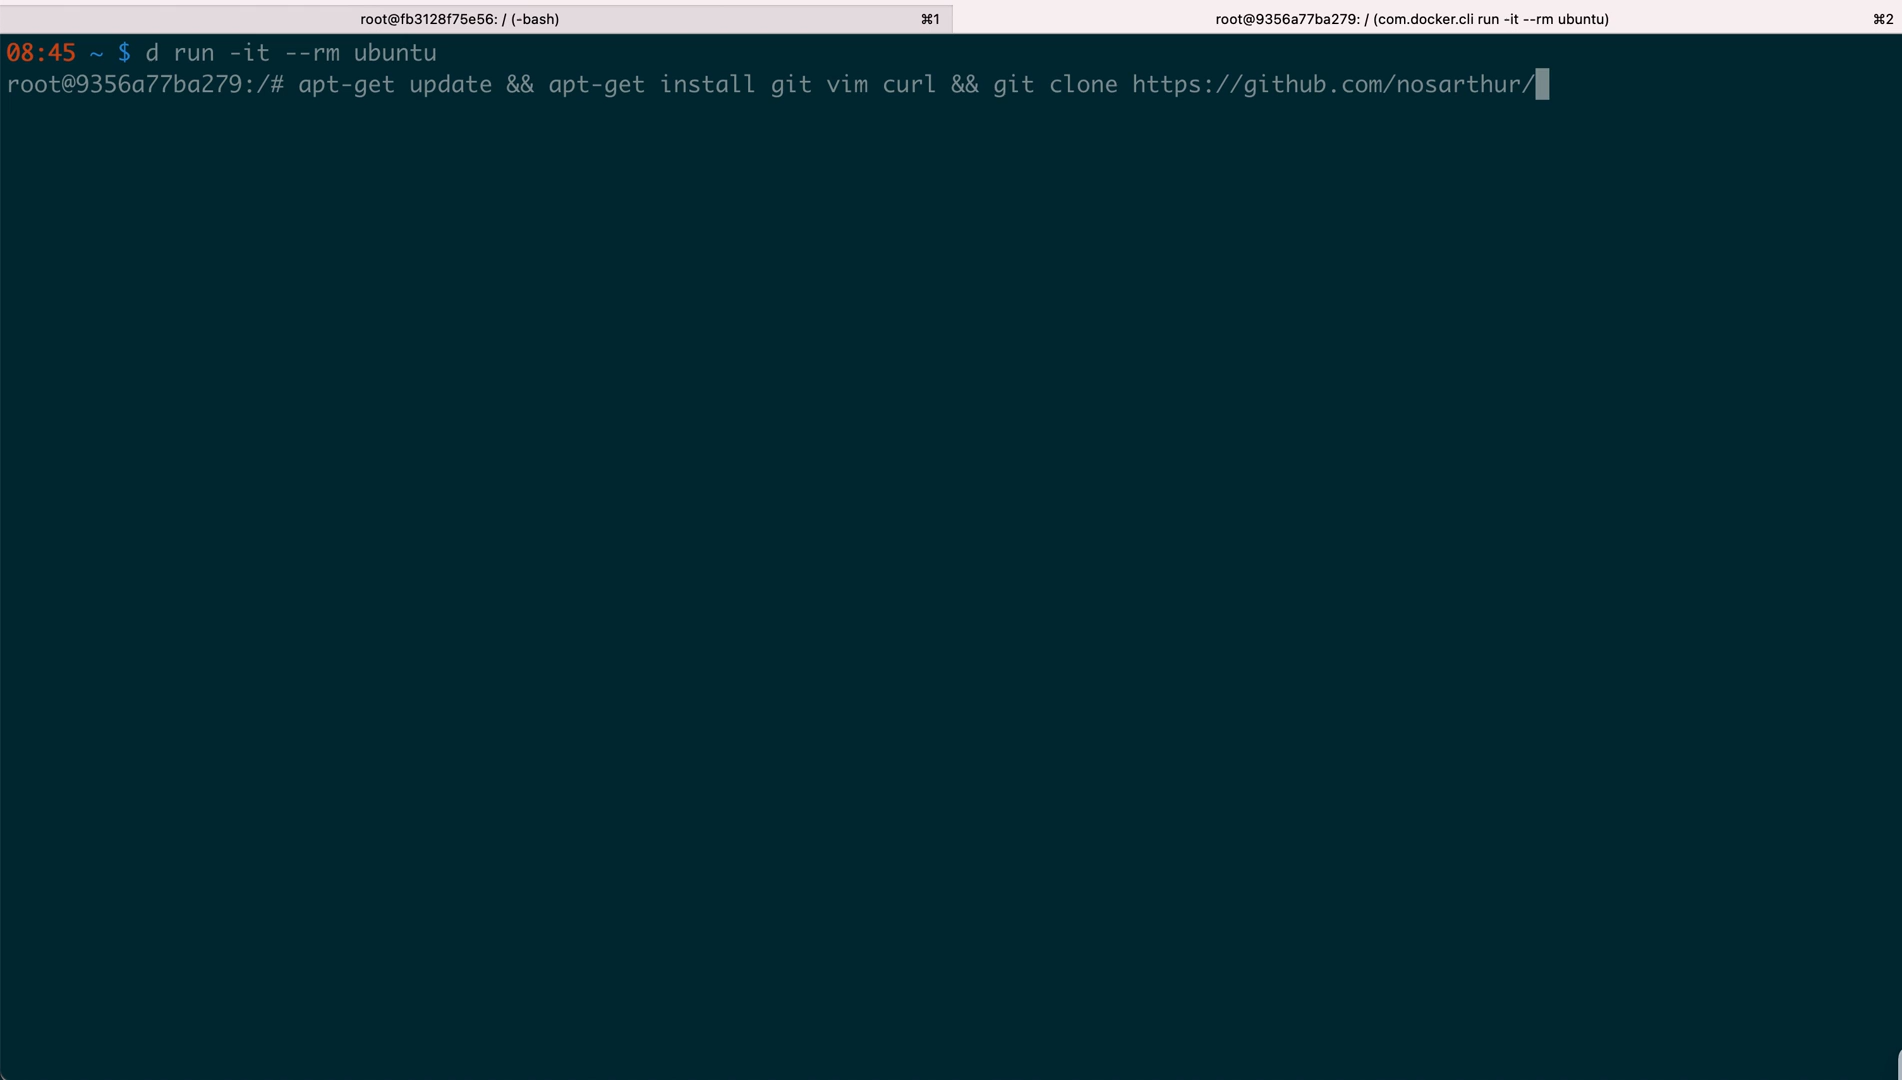 root@fb3128f75e56: / (-bash) ⌘1 root@9356a77ba279: / (com.docker.cli run -it --rm ubuntu) ⌘2
08:45 ~ $ d run -it --rm ubuntu
root@9356a77ba279:/# apt-get update && apt-get install git vim curl && git clone https://github.com/nosarthur/